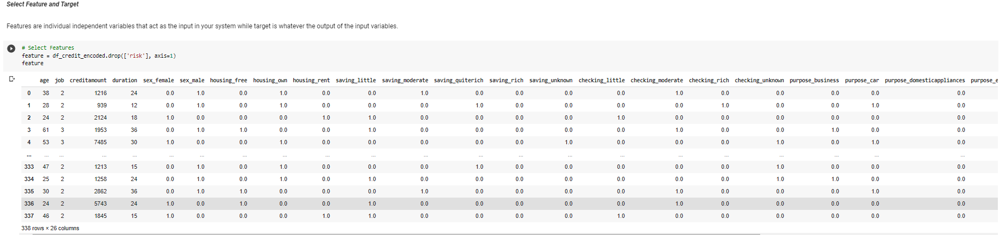 Select Feature and Target
Features are individual independent variables that act as the input in your system while target is whatever the output of the input variables.
# Select Features
feature = df_credit_encoded.drop(['risk'], axis=1)
feature
age job creditamount duration sex_female sex_male housing_free housing_own housing_rent saving_little saving_moderate saving_quiterich saving_rich saving_unknown checking_little checking_moderate checking_rich checking_unknown purpose_business purpose_car purpose_domesticappliances purpose_e
0 38 2 1216 24 0.0 1.0 0.0 1.0 0.0 0.0 1.0 0.0 0.0 0.0 0.0 1.0 0.0 0.0 0.0 0.0 0.0
1 28 2 939 12 0.0 1.0 0.0 1.0 0.0 0.0 0.0 1.0 0.0 0.0 0.0 0.0 1.0 0.0 0.0 1.0 0.0
2 24 2 2124 18 1.0 0.0 0.0 0.0 1.0 1.0 0.0 0.0 0.0 0.0 1.0 0.0 0.0 0.0 0.0 0.0 0.0
3 61 3 1953 36 0.0 1.0 1.0 0.0 0.0 1.0 0.0 0.0 0.0 0.0 0.0 1.0 0.0 0.0 1.0 0.0 0.0
4 53 3 7485 30 1.0 0.0 0.0 1.0 0.0 0.0 0.0 0.0 0.0 1.0 0.0 0.0 0.0 1.0 0.0 1.0 0.0
... ... ... ... ... ... ... ... ... ... ... ... ... ... ... ... ... ... ... ... ... ...
333 47 2 1213 15 0.0 1.0 0.0 1.0 0.0 0.0 0.0 1.0 0.0 0.0 0.0 0.0 0.0 1.0 0.0 0.0 0.0
334 25 2 1258 24 0.0 1.0 0.0 1.0 0.0 1.0 0.0 0.0 0.0 0.0 0.0 0.0 0.0 1.0 1.0 0.0 0.0
335 30 2 2862 36 0.0 1.0 1.0 0.0 0.0 0.0 1.0 0.0 0.0 0.0 0.0 1.0 0.0 0.0 0.0 1.0 0.0
336 24 2 5743 24 1.0 0.0 1.0 0.0 0.0 1.0 0.0 0.0 0.0 0.0 0.0 1.0 0.0 0.0 0.0 0.0 0.0
337 46 2 1845 15 1.0 0.0 0.0 0.0 1.0 1.0 0.0 0.0 0.0 0.0 1.0 0.0 0.0 0.0 0.0 0.0 0.0
338 rows × 26 columns